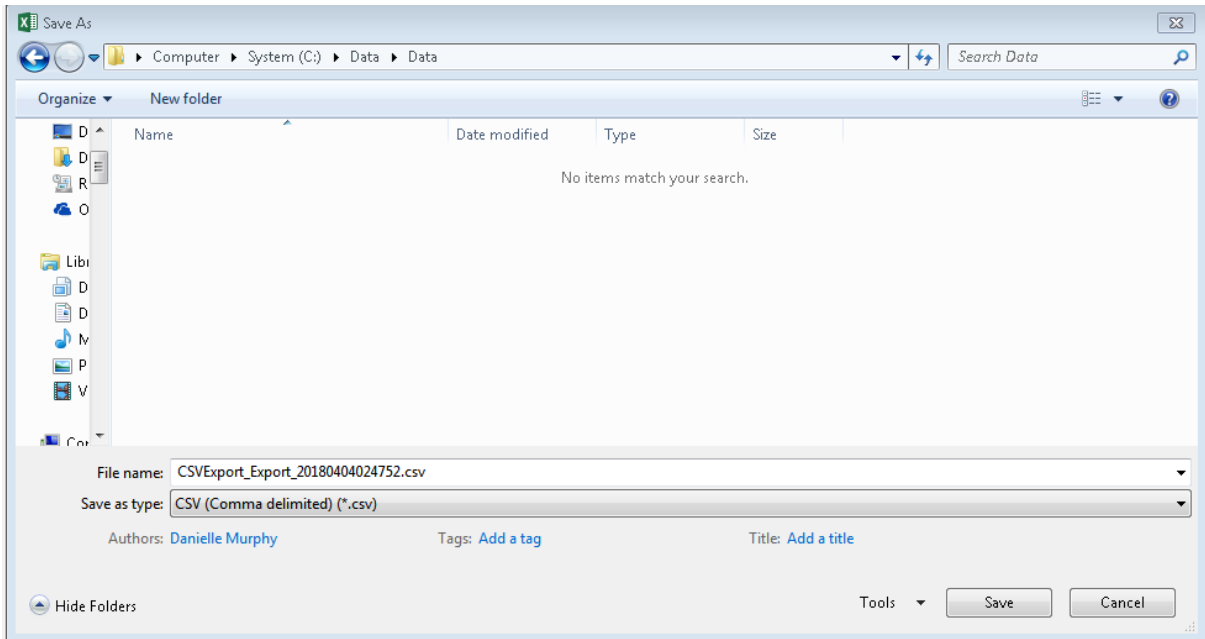 Save As
Computer ▸ System (C:) ▸ Data ▸ Data
Search Data
Organize
New folder
Name
Date modified
Type
Size
No items match your search.
D
D
R
O
Libr
D
D
M
P
V
File name: CSVExport_Export_20180404024752.csv
Save as type: CSV (Comma delimited) (*.csv)
Authors: Danielle Murphy
Tags: Add a tag
Title: Add a title
Hide Folders
Tools
Save
Cancel